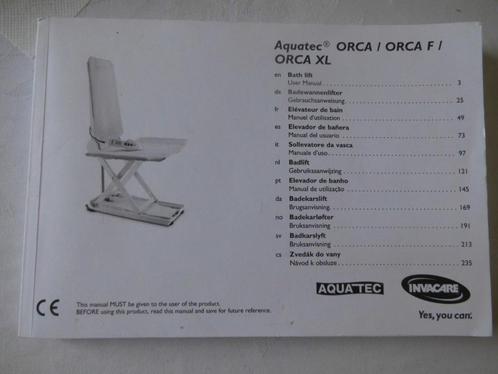 Aquatec® ORCA / ORCA F /
ORCA XL
en Bath lift
User Manual 3
de Badewannenlifter
Gebrauchsanweisung 25
fr Elévateur de bain
Manuel d'utilisation 49
es Elevador de bañera
Manual del usuario 73
it Sollevatore da vasca
Manuale d'uso 97
nl Badlift
Gebruiksaanwijzing 121
pt Elevador de banho
Manual de utilização 145
da Badekarslift
Brugsanvisning 169
no Badekarløfter
Bruksanvisning 191
sv Badkarslyft
Bruksanvisning 213
cs Zvedák do vany
Návod k obsluze 235
CE This manual MUST be given to the user of the product.
BEFORE using this product, read this manual and save for future reference.
AQUATEC INVACARE
Yes, you can.